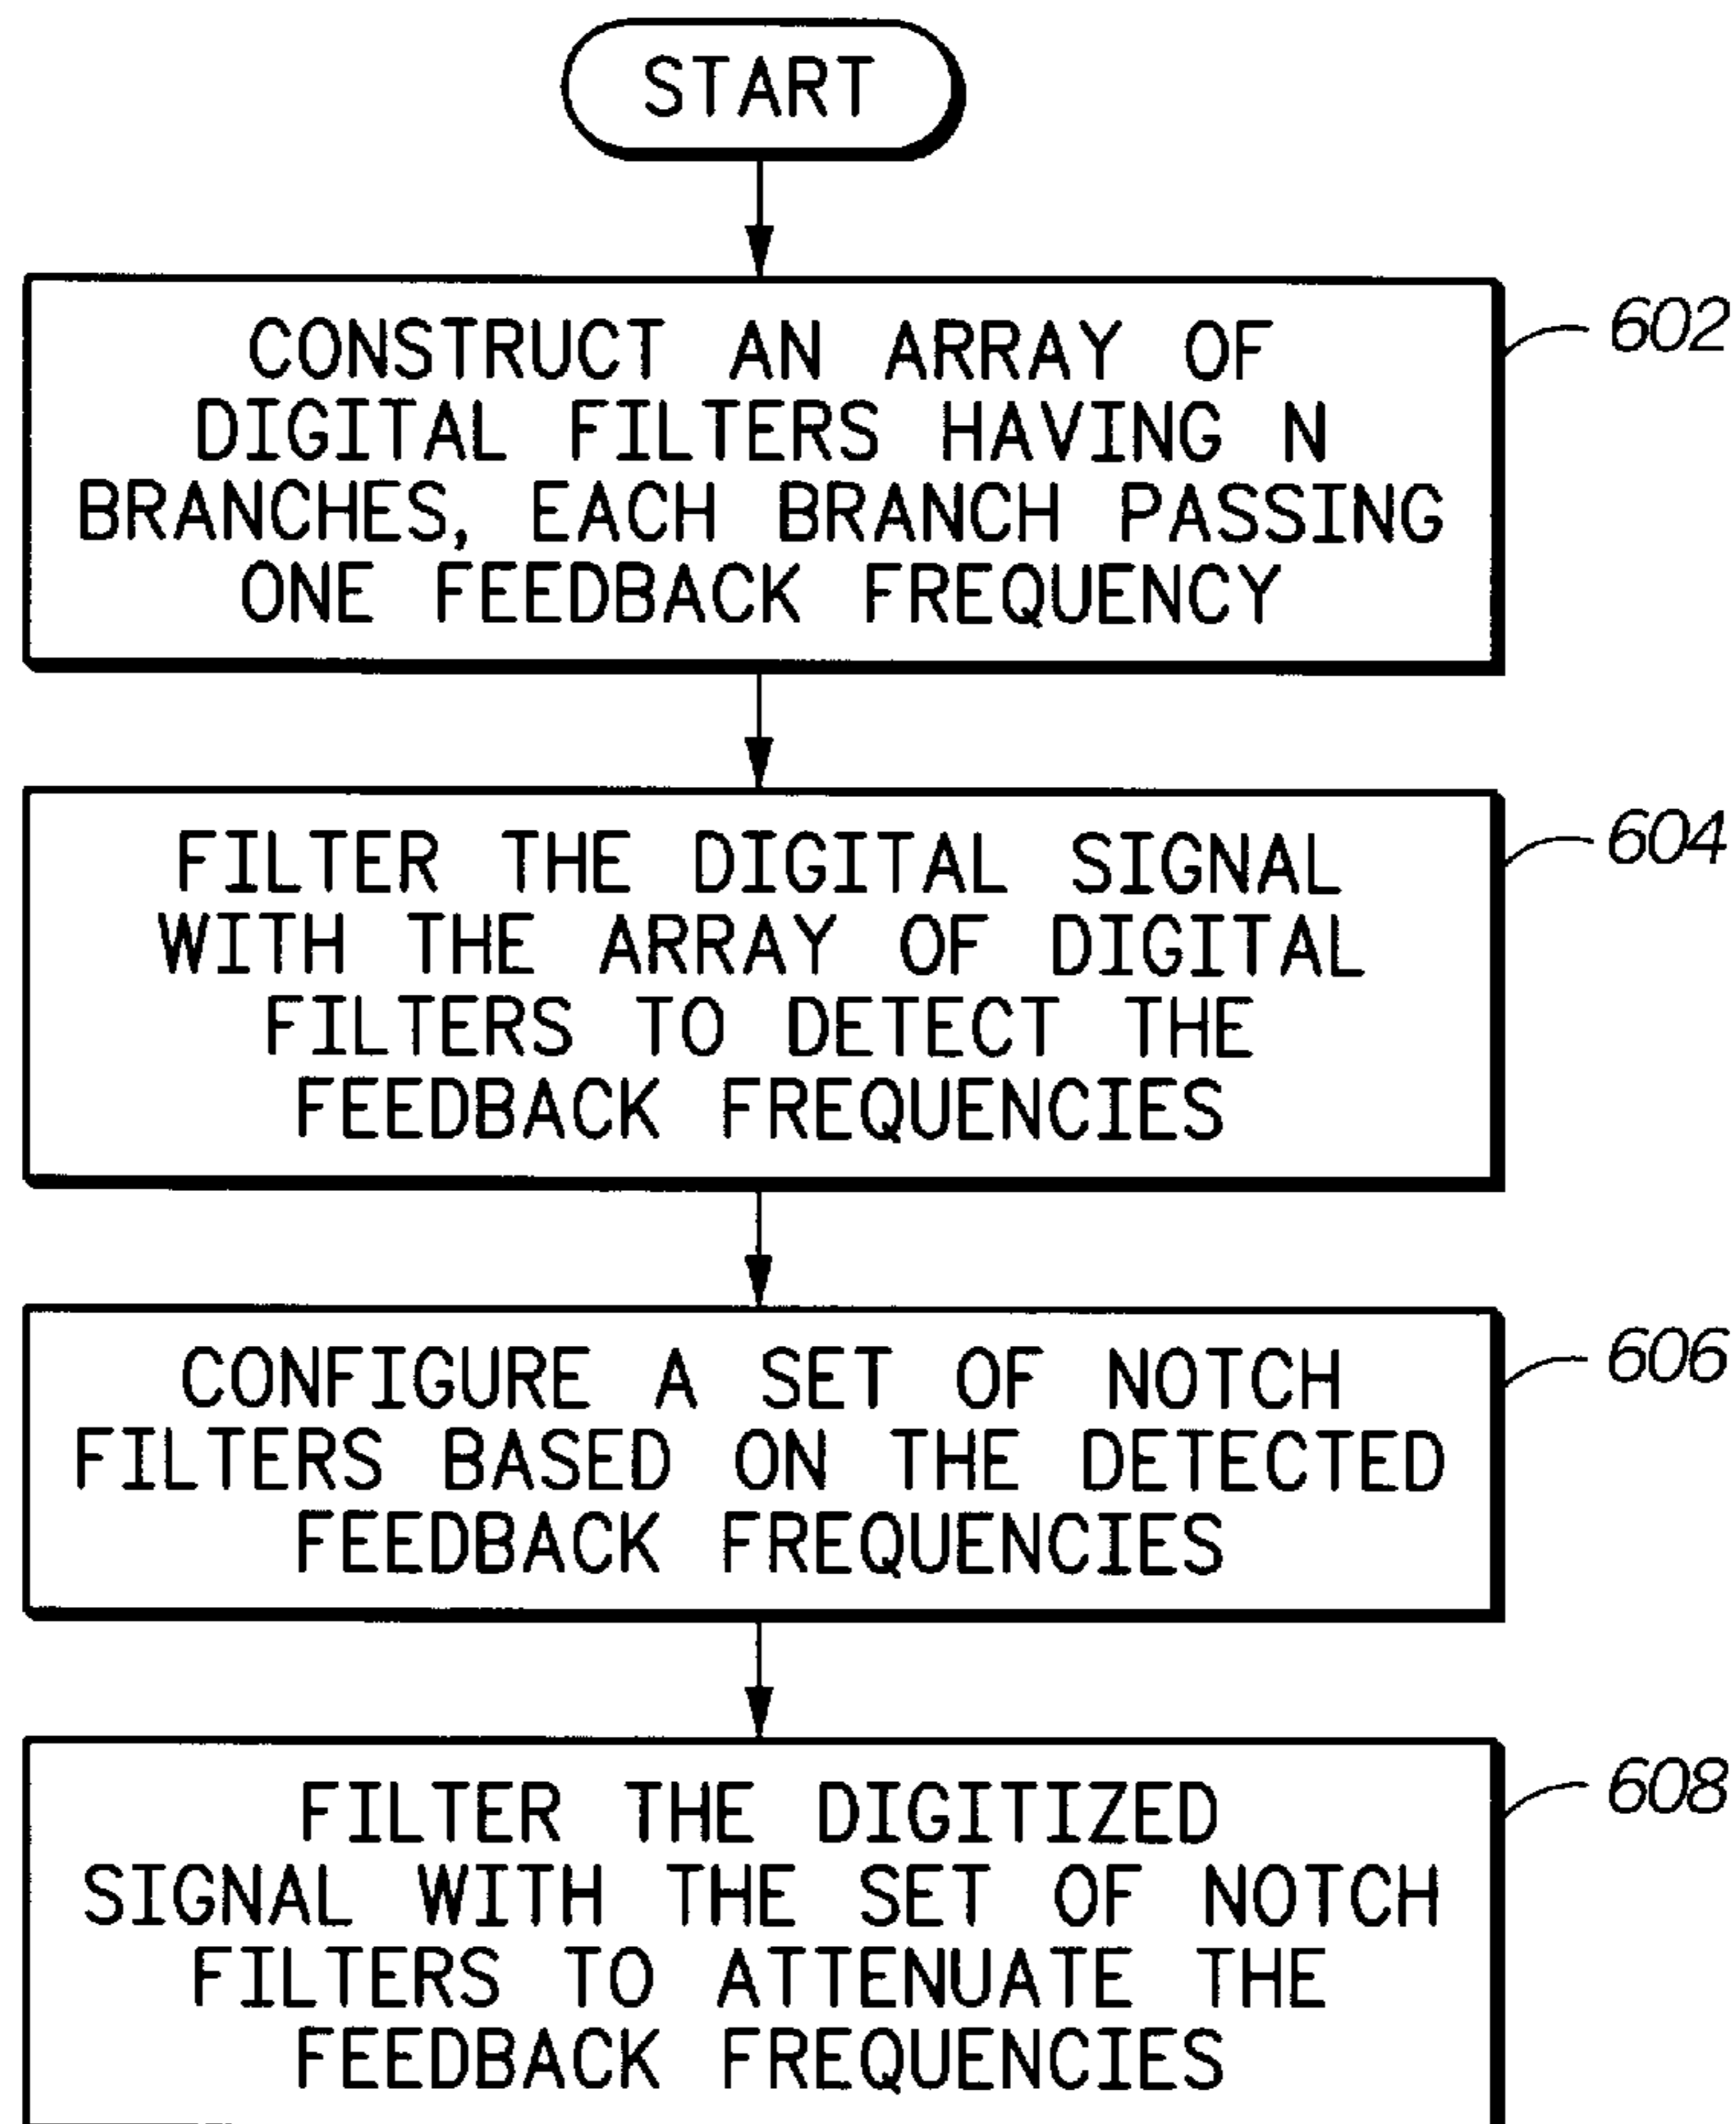 START
CONSTRUCT AN ARRAY OF
DIGITAL FILTERS HAVING N
BRANCHES, EACH BRANCH PASSING
ONE FEEDBACK FREQUENCY
602
FILTER THE DIGITAL SIGNAL
WITH THE ARRAY OF DIGITAL
FILTERS TO DETECT THE
FEEDBACK FREQUENCIES
604
CONFIGURE A SET OF NOTCH
FILTERS BASED ON THE DETECTED
FEEDBACK FREQUENCIES
606
FILTER THE DIGITIZED
SIGNAL WITH THE SET OF NOTCH
FILTERS TO ATTENUATE THE
FEEDBACK FREQUENCIES
608